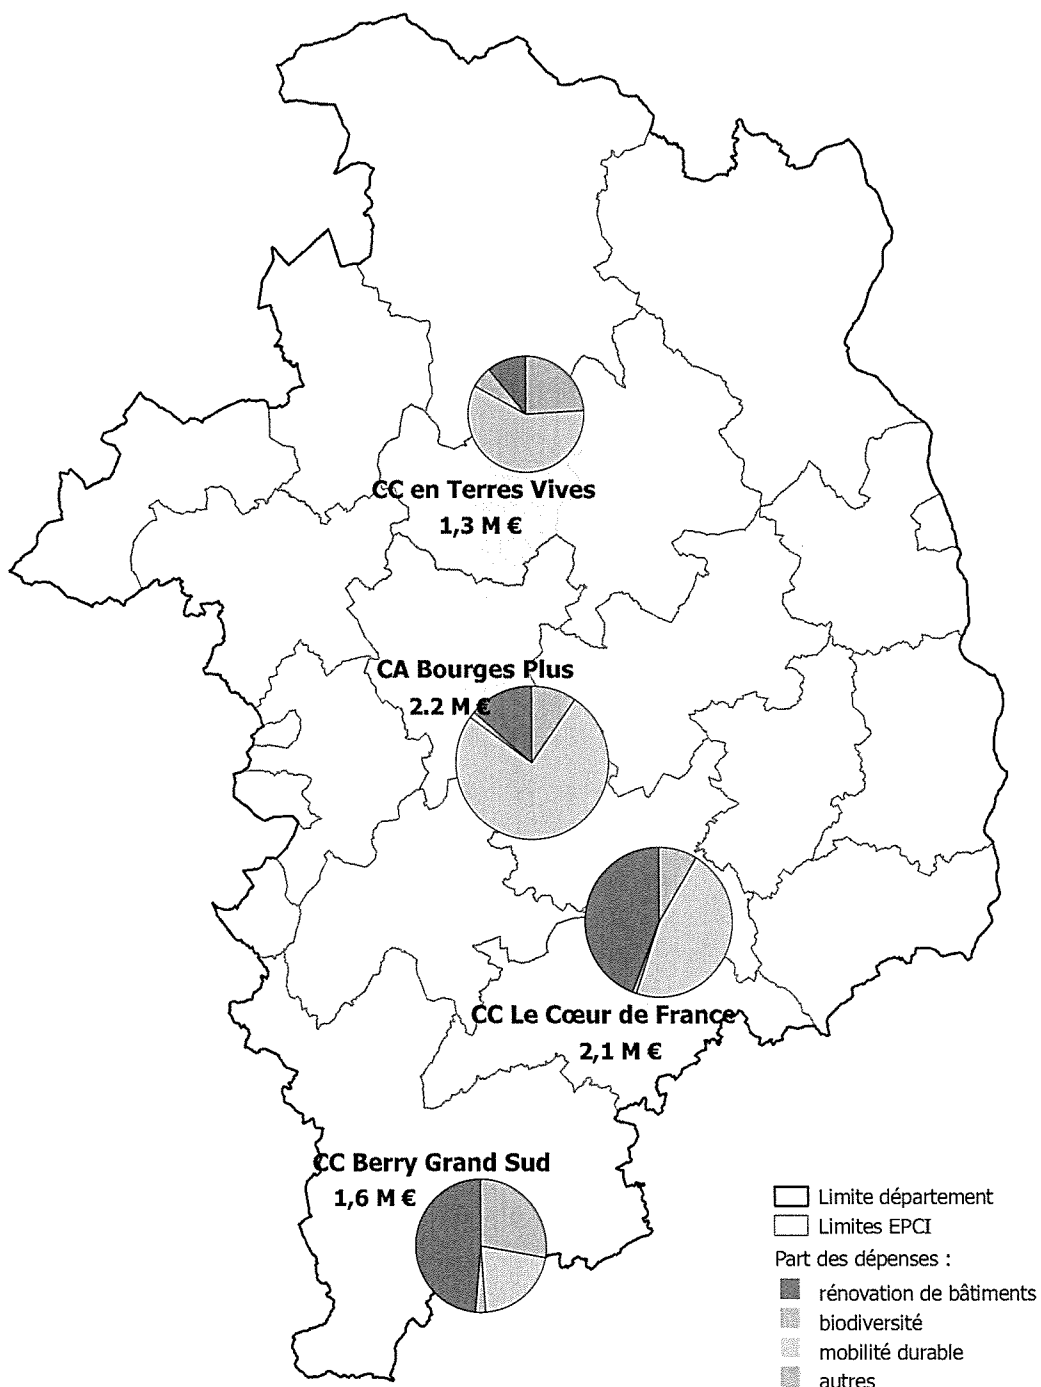 CC en Terres Vives
1,3 M €
CA Bourges Plus
2.2 M €
CC Le Cœur de France
2,1 M €
CC Berry Grand Sud
1,6 M €
Limite département
Limites EPCI
Part des dépenses :
rénovation de bâtiments
biodiversité
mobilité durable
autres